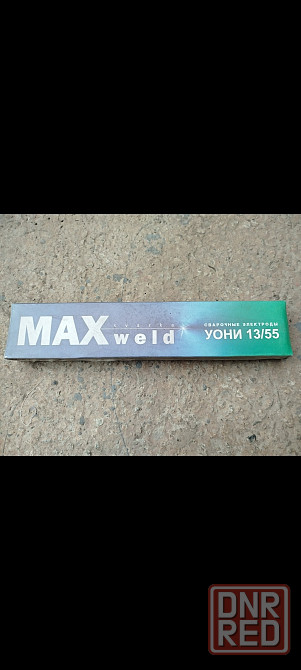 MAX
weld
СВАРОЧНЫЕ ЭЛЕКТРОДЫ
УОНИ 13/55
DNR
RED